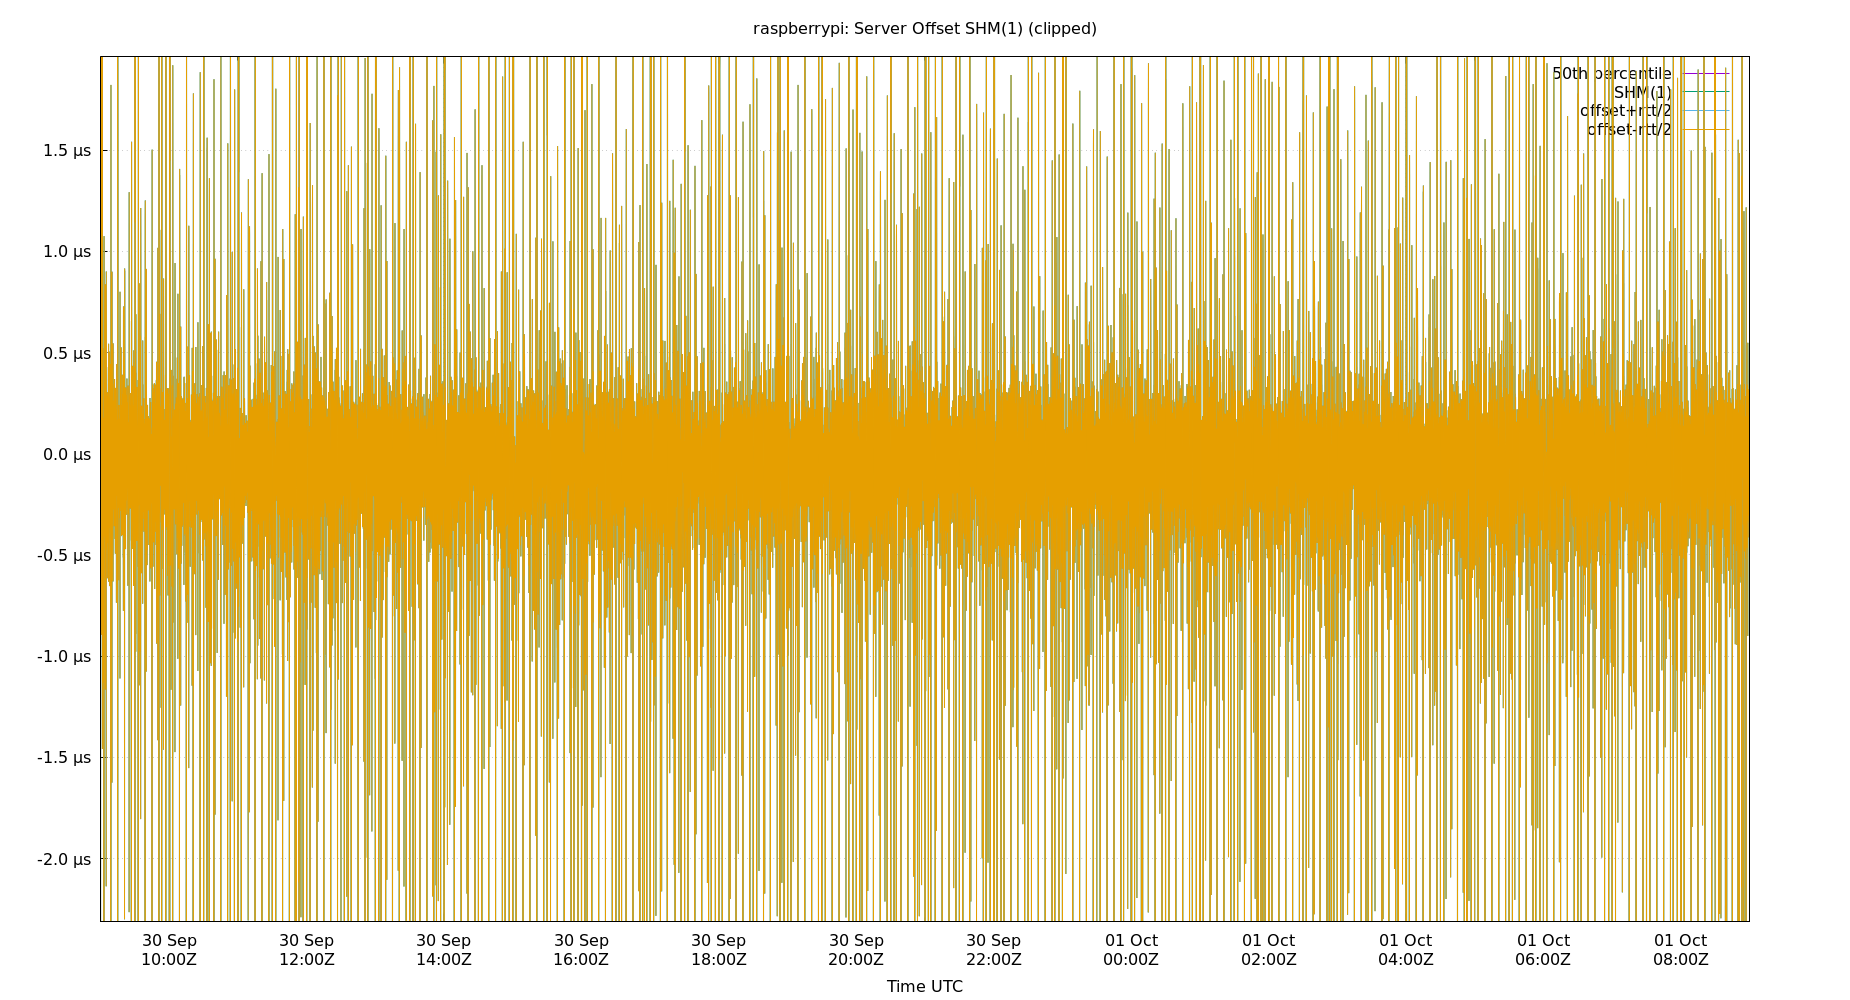 raspberrypi: Server Offset SHM(1) (clipped)
50th percentile
SHM(1)
offset+rtt/2
offset-rtt/2
1.5 µs
1.0 µs
0.5 µs
0.0 µs
-0.5 µs
-1.0 µs
-1.5 µs
-2.0 µs
30 Sep 30 Sep 30 Sep 30 Sep 30 Sep 30 Sep 30 Sep 01 Oct 01 Oct 01 Oct 01 Oct 01 Oct
10:00Z 12:00Z 14:00Z 16:00Z 18:00Z 20:00Z 22:00Z 00:00Z 02:00Z 04:00Z 06:00Z 08:00Z
Time UTC